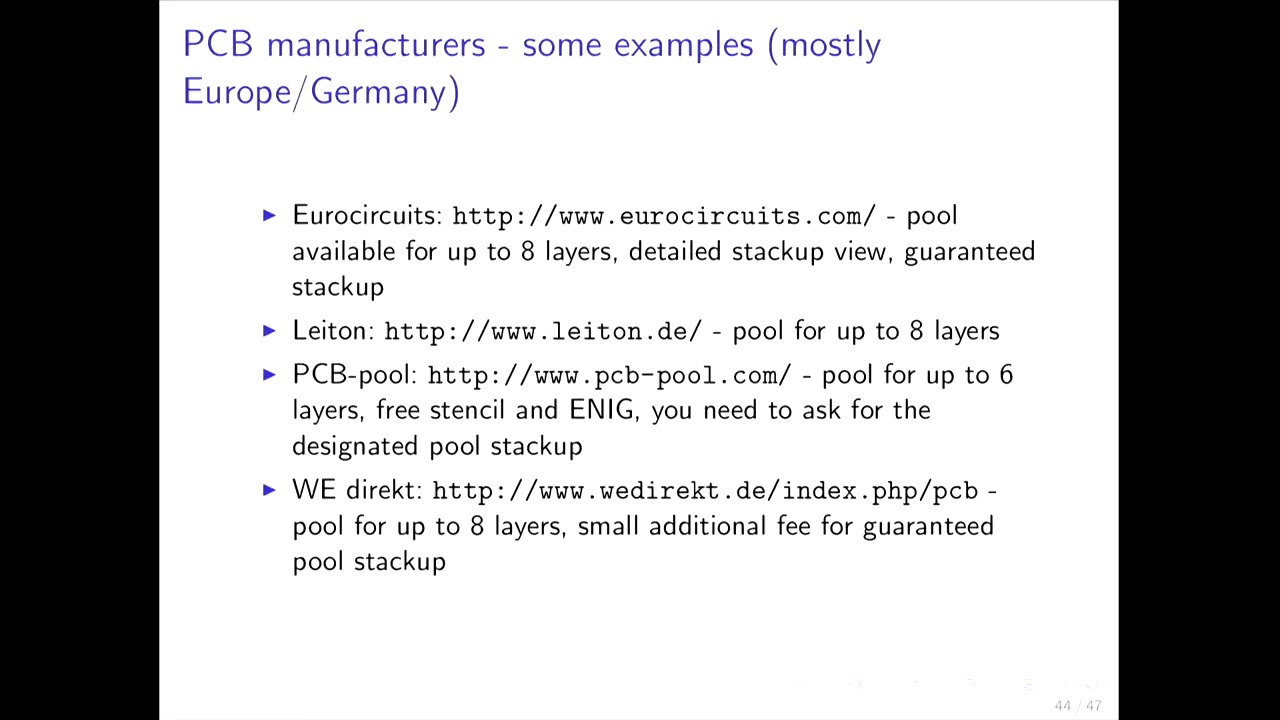 PCB manufacturers - some examples (mostly
Europe/Germany)
▶ Eurocircuits: http://www.eurocircuits.com/ - pool
available for up to 8 layers, detailed stackup view, guaranteed
stackup
▶ Leiton: http://www.leiton.de/ - pool for up to 8 layers
▶ PCB-pool: http://www.pcb-pool.com/ - pool for up to 6
layers, free stencil and ENIG, you need to ask for the
designated pool stackup
▶ WE direkt: http://www.wedirekt.de/index.php/pcb -
pool for up to 8 layers, small additional fee for guaranteed
pool stackup
44 / 47